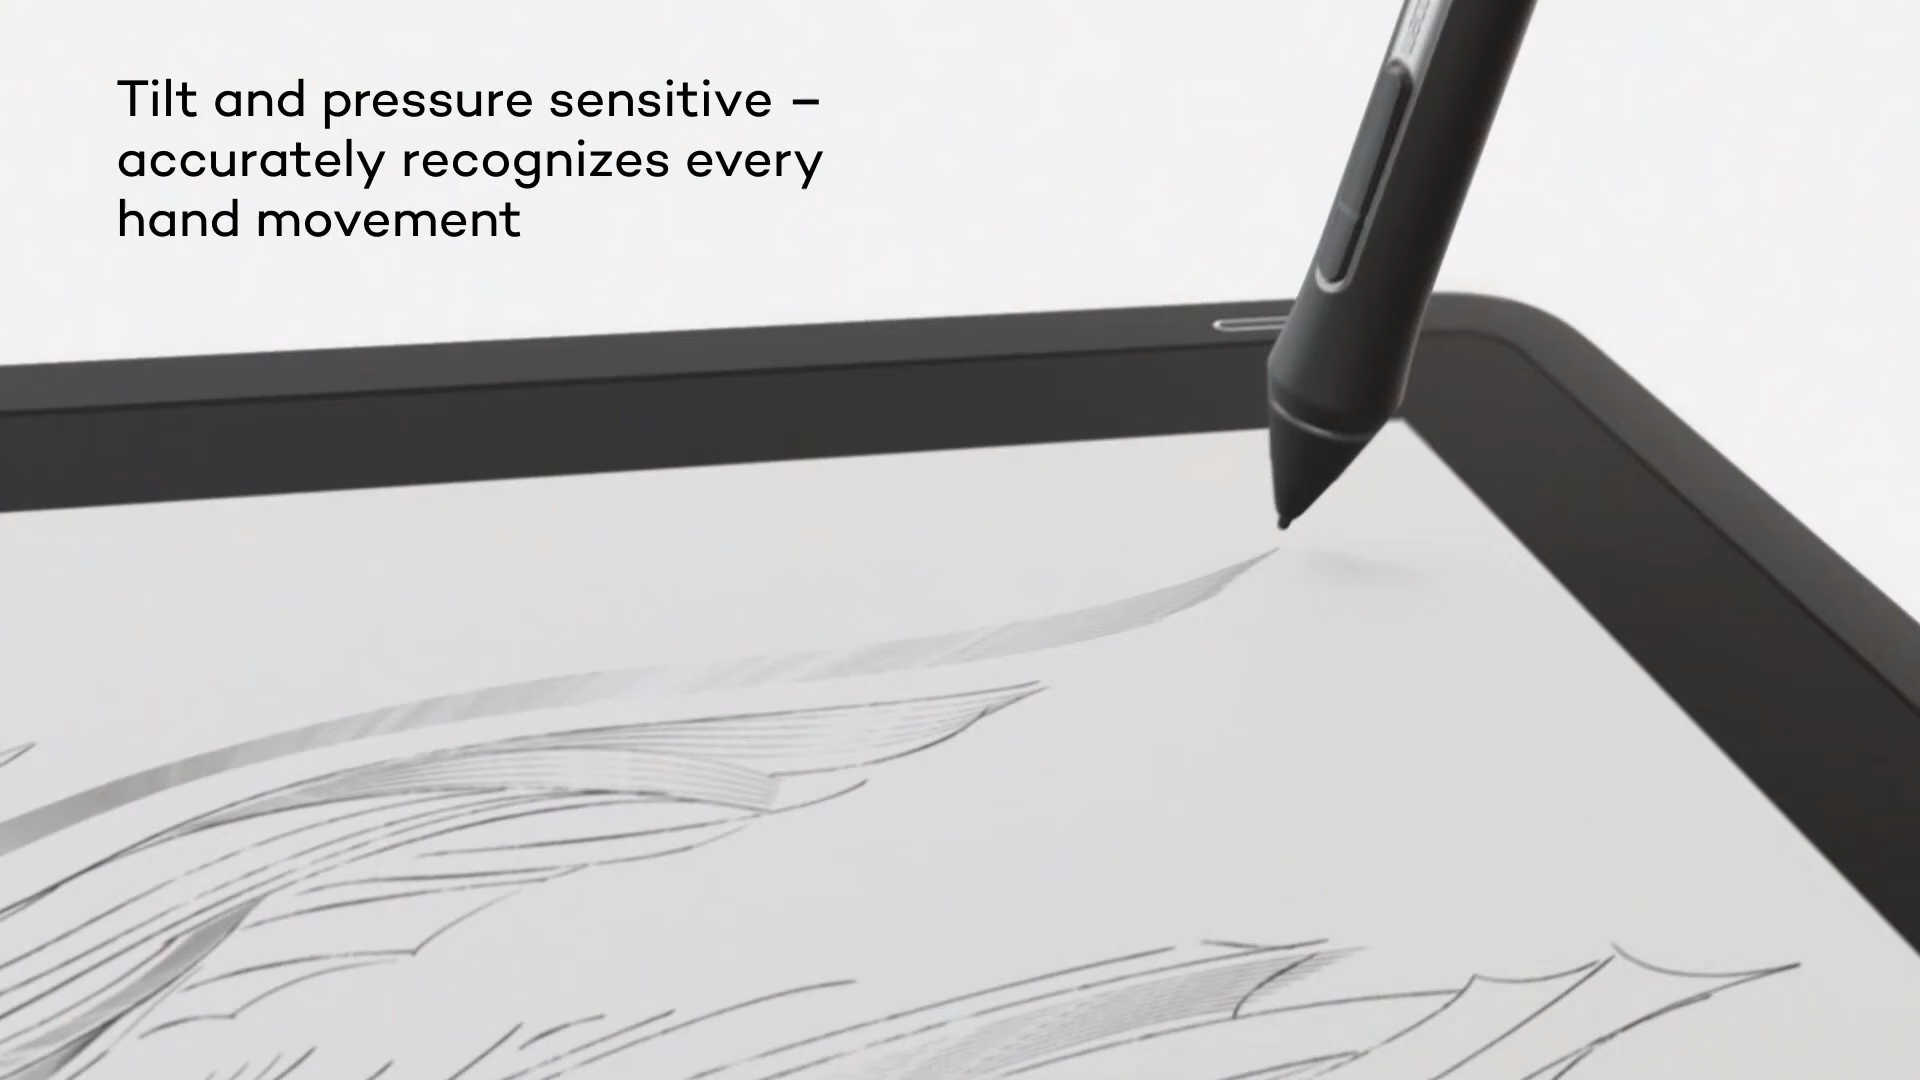 Tilt and pressure sensitive –
accurately recognizes every
hand movement